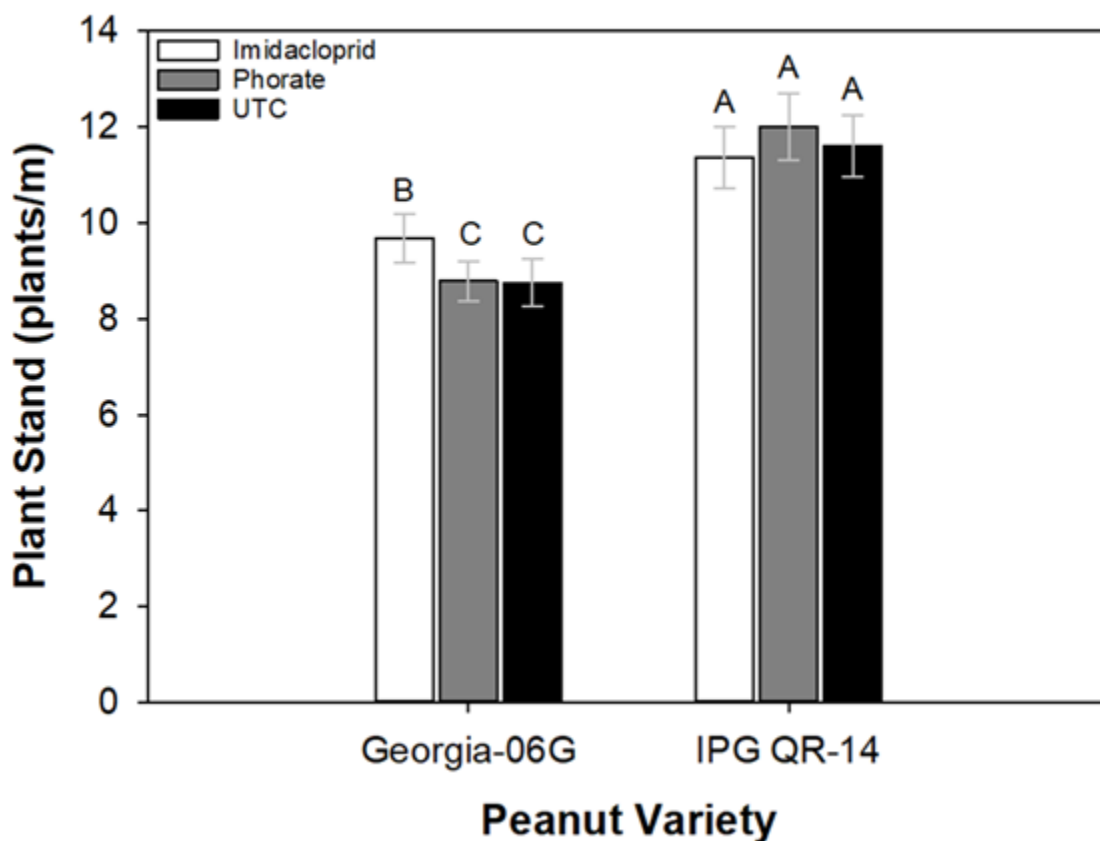 14
12
10
8
6
4
2
0
Plant Stand (plants/m)
Imidacloprid
Phorate
UTC
B
C
C
A
A
A
Georgia-06G
IPG QR-14
Peanut Variety